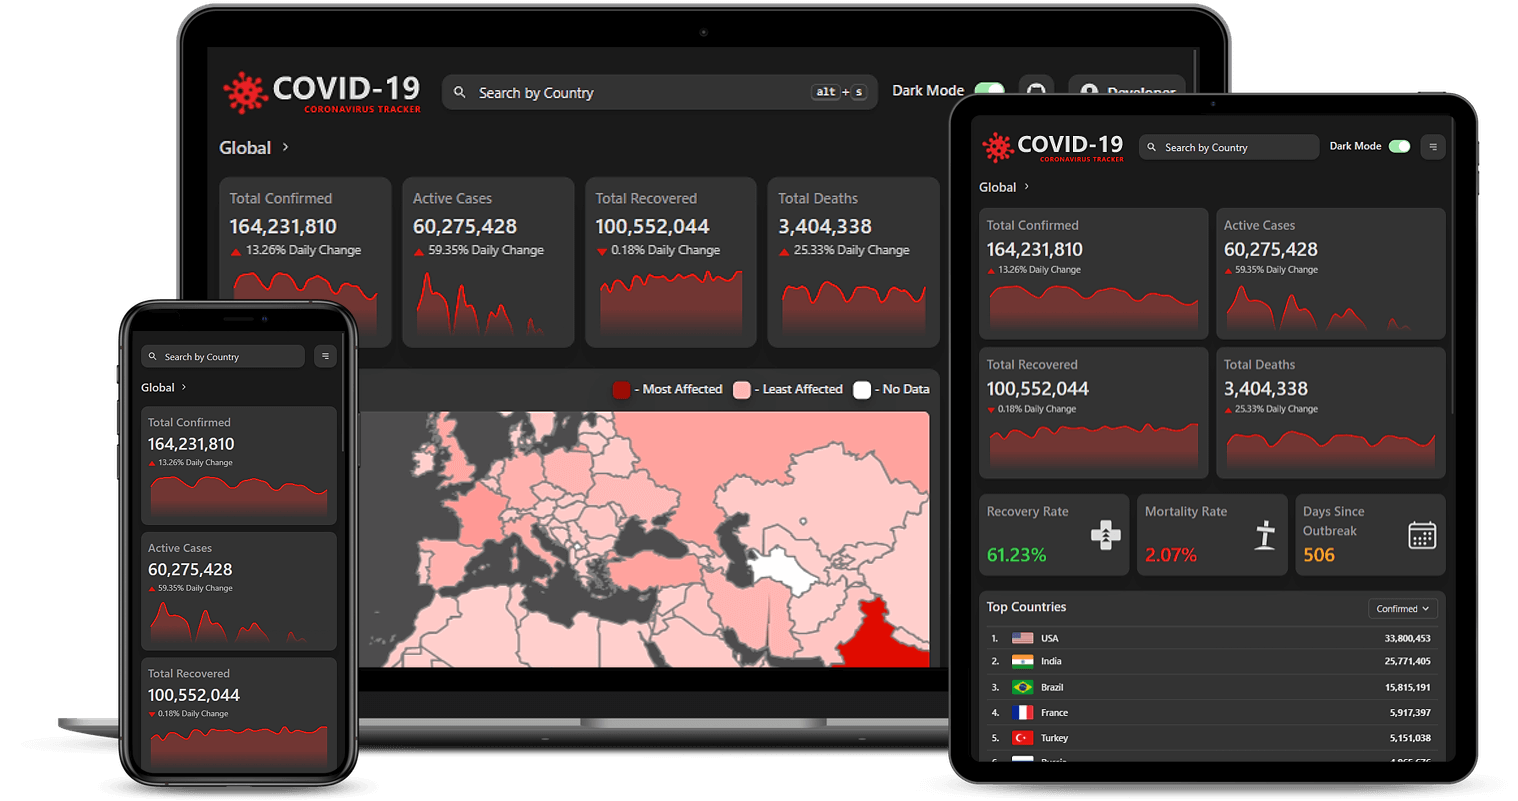 COVID-19
CORONAVIRUS TRACKER
Search by Country
alt + s
Dark Mode
Developer
Global >
Total Confirmed
164,231,810
13.26% Daily Change
Active Cases
60,275,428
59.35% Daily Change
Total Recovered
100,552,044
0.18% Daily Change
Total Deaths
3,404,338
25.33% Daily Change
- Most Affected
- Least Affected
- No Data
Search by Country
Global >
Total Confirmed
164,231,810
13.26% Daily Change
Active Cases
60,275,428
59.35% Daily Change
Total Recovered
100,552,044
0.18% Daily Change
COVID-19
CORONAVIRUS TRACKER
Search by Country
Dark Mode
Global >
Total Confirmed
164,231,810
13.26% Daily Change
Active Cases
60,275,428
59.35% Daily Change
Total Recovered
100,552,044
0.18% Daily Change
Total Deaths
3,404,338
25.33% Daily Change
Recovery Rate
61.23%
Mortality Rate
2.07%
Days Since
Outbreak
506
Top Countries
Confirmed
1. USA 33,800,453
2. India 25,771,405
3. Brazil 15,815,191
4. France 5,917,397
5. Turkey 5,151,038